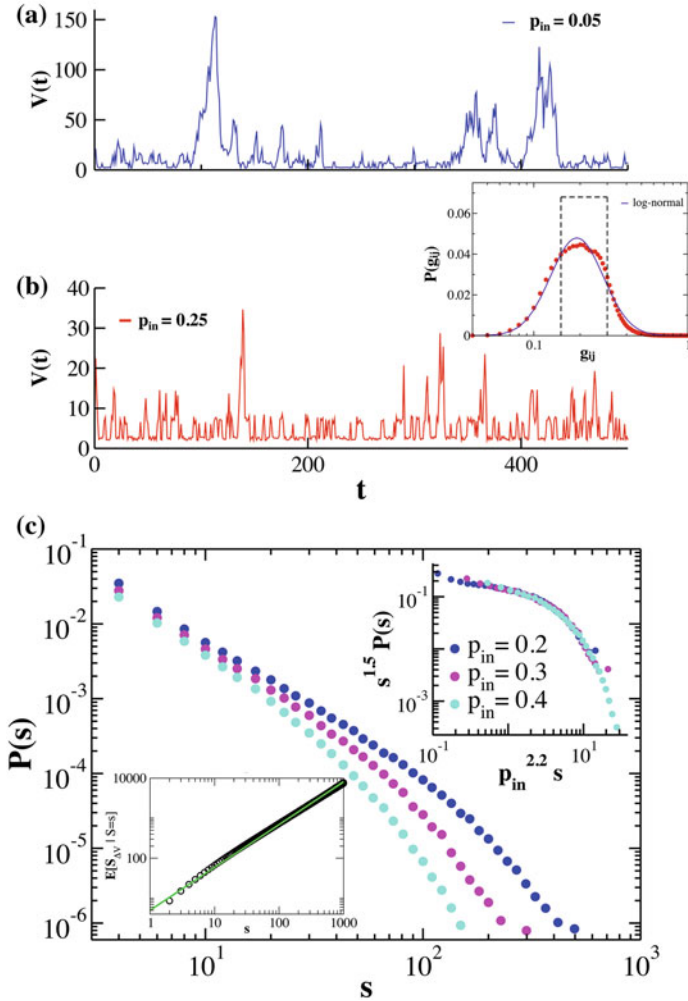 (a)
150
100
50
0
V(t)
p_in = 0.05
0.06
0.04
0.02
0
P(g_ij)
log-normal
0.1
1
g_ij
(b)
40
30
20
10
0
V(t)
p_in = 0.25
0
200
400
t
(c)
10^-1
10^-2
10^-3
10^-4
10^-5
10^-6
P(s)
10^-1
10^-3
s^1.5 P(s)
p_in = 0.2
p_in = 0.3
p_in = 0.4
10^-1
10^1
p_in^2.2 s
10000
100
E[S_ΔV | S=s]
1
10
100
1000
s
10^1
10^2
10^3
s